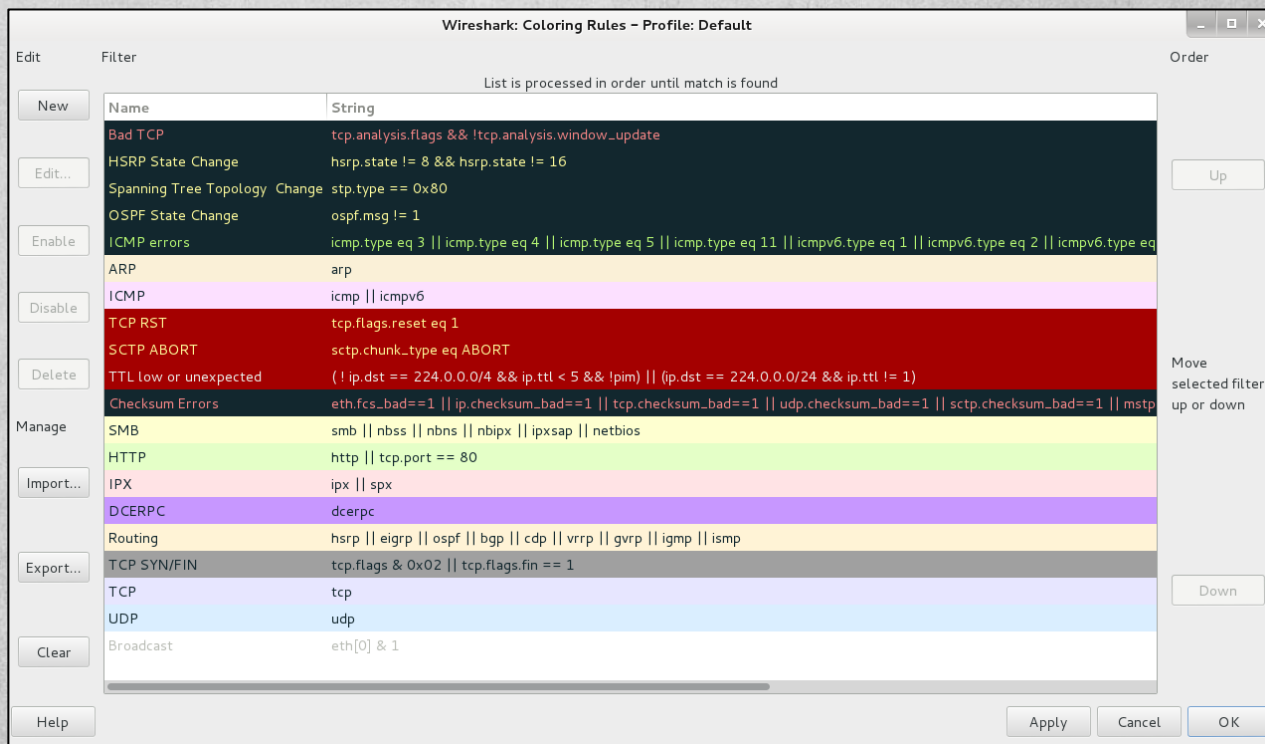 Wireshark: Coloring Rules – Profile: Default
Edit
Filter
Order
List is processed in order until match is found
New
Edit...
Enable
Disable
Delete
Manage
Import...
Export...
Clear
Name String
Bad TCP tcp.analysis.flags && !tcp.analysis.window_update
HSRP State Change hsrp.state != 8 && hsrp.state != 16
Spanning Tree Topology  Change stp.type == 0x80
OSPF State Change ospf.msg != 1
ICMP errors icmp.type eq 3 || icmp.type eq 4 || icmp.type eq 5 || icmp.type eq 11 || icmpv6.type eq 1 || icmpv6.type eq 2 || icmpv6.type eq
ARP arp
ICMP icmp || icmpv6
TCP RST tcp.flags.reset eq 1
SCTP ABORT sctp.chunk_type eq ABORT
TTL low or unexpected ( ! ip.dst == 224.0.0.0/4 && ip.ttl < 5 && !pim) || (ip.dst == 224.0.0.0/24 && ip.ttl != 1)
Checksum Errors eth.fcs_bad==1 || ip.checksum_bad==1 || tcp.checksum_bad==1 || udp.checksum_bad==1 || sctp.checksum_bad==1 || mstp
SMB smb || nbss || nbns || nbipx || ipxsap || netbios
HTTP http || tcp.port == 80
IPX ipx || spx
DCERPC dcerpc
Routing hsrp || eigrp || ospf || bgp || cdp || vrrp || gvrp || igmp || ismp
TCP SYN/FIN tcp.flags & 0x02 || tcp.flags.fin == 1
TCP tcp
UDP udp
Broadcast eth[0] & 1
Up
Move
selected filter
up or down
Down
Help
Apply
Cancel
OK